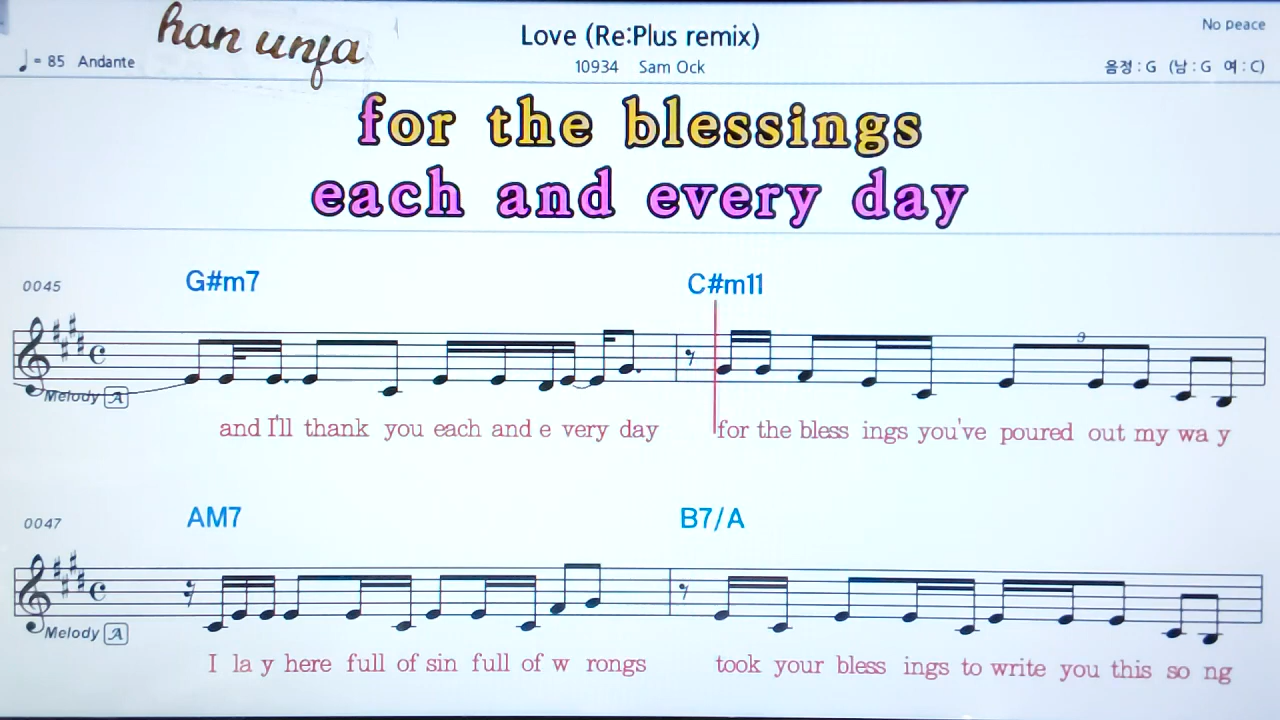 han unfa
Love (Re:Plus remix)
No peace
♩= 85 Andante
10934 Sam Ock
음정 : G (남 : G 여 : C)
for the blessings
each and every day
0045
G#m7
C#m11
9
Melody A
and I'll thank you each and e very day for the bless ings you've poured out my wa y
0047
AM7
B7/A
Melody A
I la y here full of sin full of w rongs took your bless ings to write you this so ng